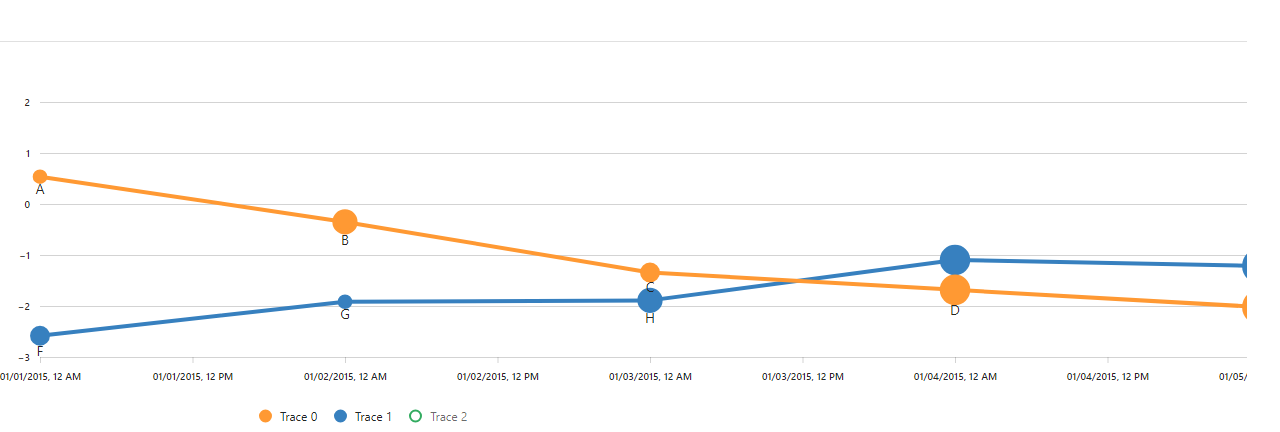 2
1
A
0
B
−1
C
−2
G
H
D
F
−3
01/01/2015, 12 AM 01/01/2015, 12 PM 01/02/2015, 12 AM 01/02/2015, 12 PM 01/03/2015, 12 AM 01/03/2015, 12 PM 01/04/2015, 12 AM 01/04/2015, 12 PM 01/05/
Trace 0 Trace 1 Trace 2